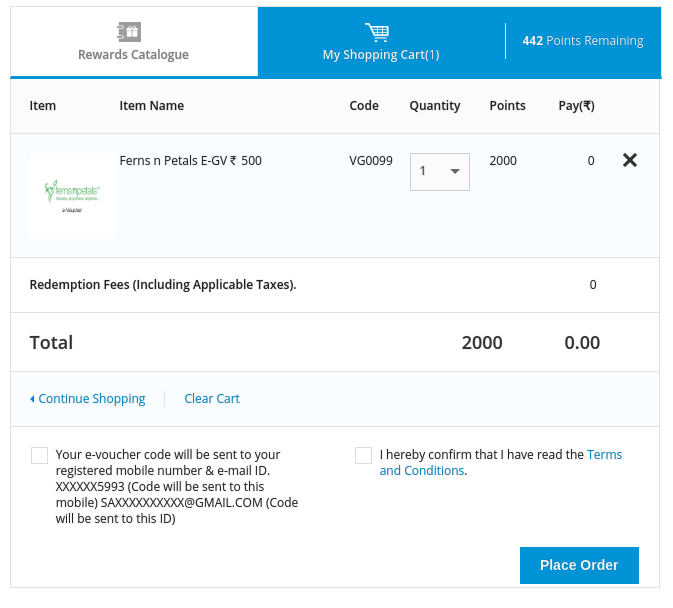 Rewards Catalogue
My Shopping Cart(1)
442 Points Remaining
Item Item Name Code Quantity Points Pay(₹)
Ferns n Petals E-GV ₹ 500 VG0099 1 2000 0
fernsnpetals
e-Voucher
Redemption Fees (Including Applicable Taxes). 0
Total 2000 0.00
Continue Shopping Clear Cart
Your e-voucher code will be sent to your
registered mobile number & e-mail ID.
XXXXXX5993 (Code will be sent to this
mobile) SAXXXXXXXXXX@GMAIL.COM (Code
will be sent to this ID)
I hereby confirm that I have read the Terms
and Conditions.
Place Order